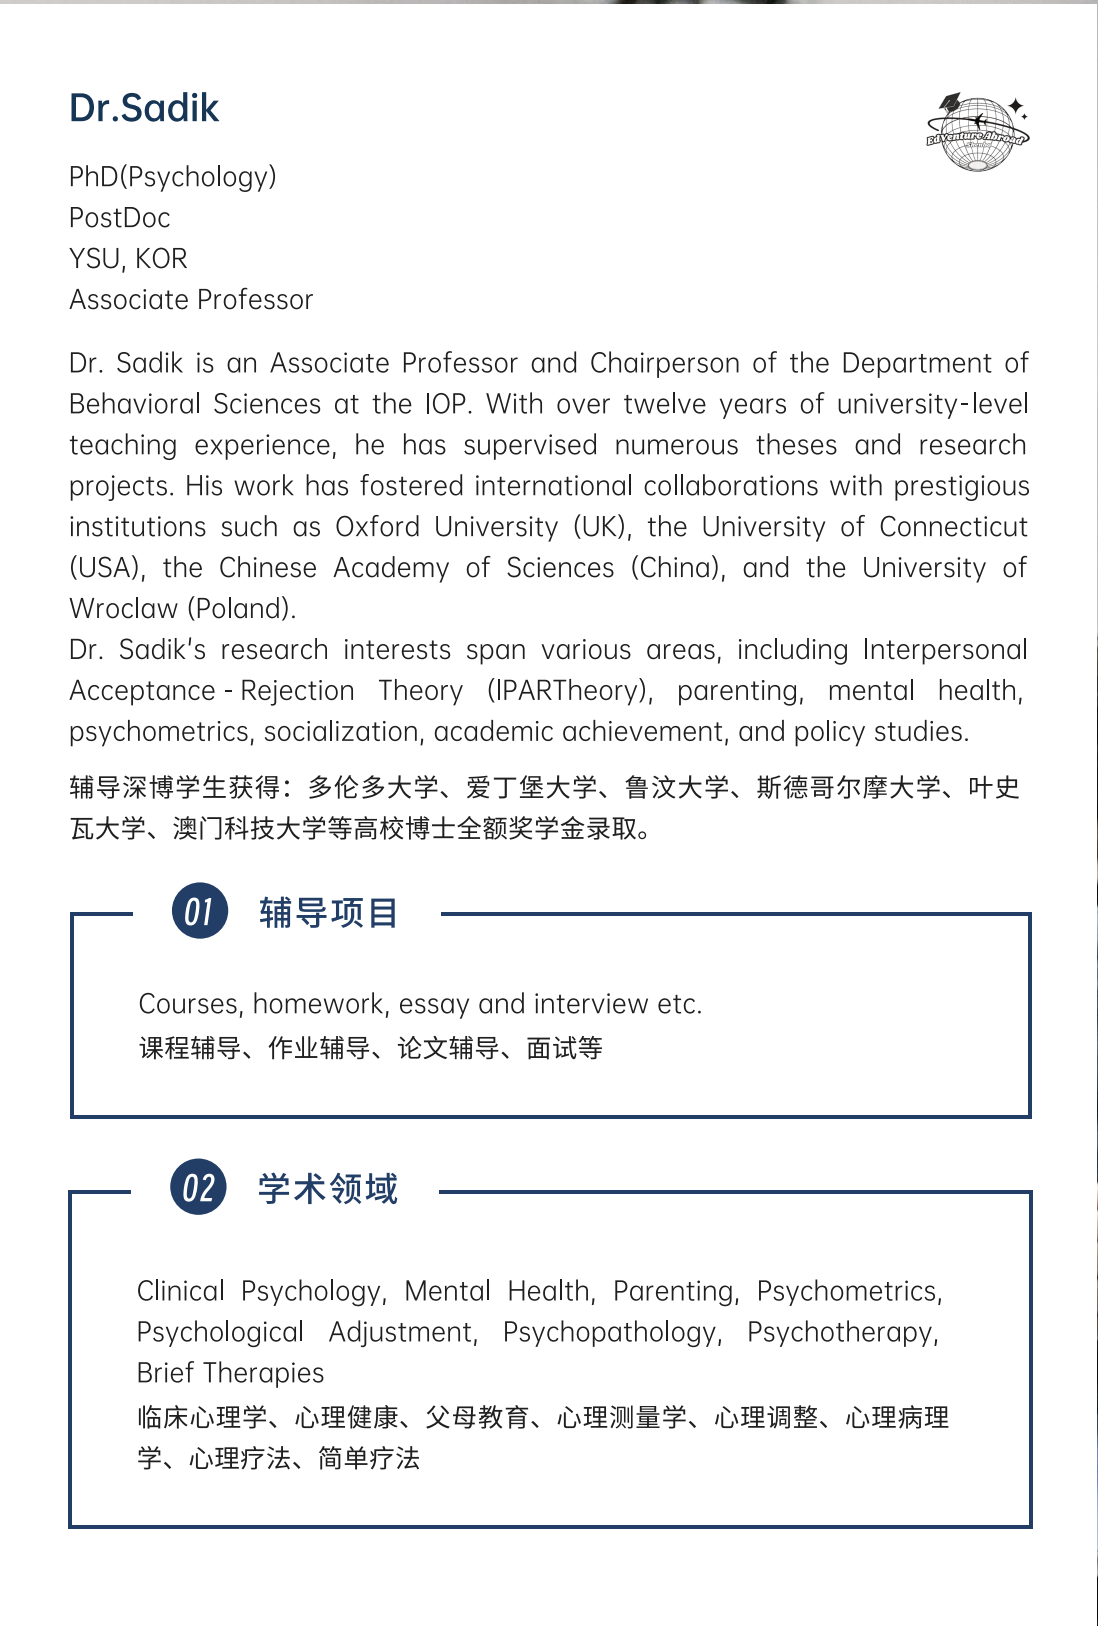 Dr.Sadik
EdVenture Abroad
PhD(Psychology)
PostDoc
YSU, KOR
Associate Professor
Dr. Sadik is an Associate Professor and Chairperson of the Department of
Behavioral Sciences at the IOP. With over twelve years of university-level
teaching experience, he has supervised numerous theses and research
projects. His work has fostered international collaborations with prestigious
institutions such as Oxford University (UK), the University of Connecticut
(USA), the Chinese Academy of Sciences (China), and the University of
Wroclaw (Poland).
Dr. Sadik's research interests span various areas, including Interpersonal
Acceptance - Rejection Theory (IPARTheory), parenting, mental health,
psychometrics, socialization, academic achievement, and policy studies.
辅导深博学生获得：多伦多大学、爱丁堡大学、鲁汶大学、斯德哥尔摩大学、叶史
瓦大学、澳门科技大学等高校博士全额奖学金录取。
01 辅导项目
Courses, homework, essay and interview etc.
课程辅导、作业辅导、论文辅导、面试等
02 学术领域
Clinical Psychology, Mental Health, Parenting, Psychometrics,
Psychological Adjustment, Psychopathology, Psychotherapy,
Brief Therapies
临床心理学、心理健康、父母教育、心理测量学、心理调整、心理病理
学、心理疗法、简单疗法